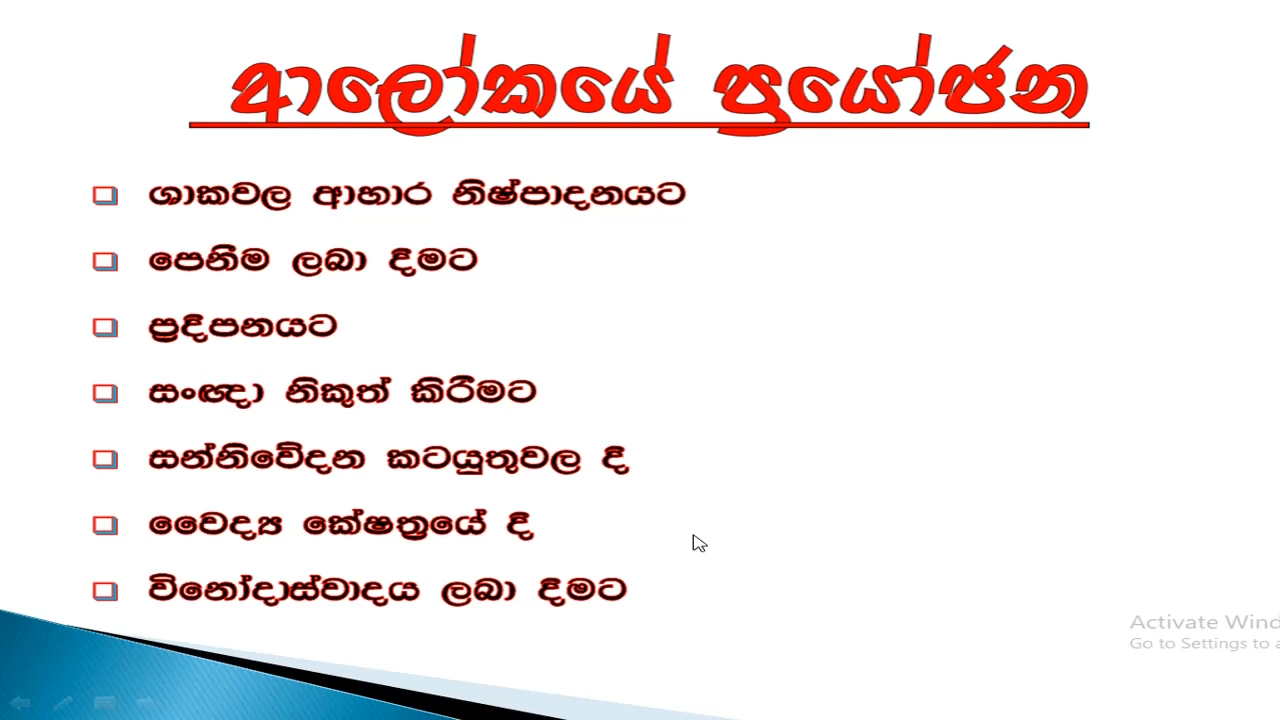 ආලෝකයේ ප්‍රයෝජන
ශාකවල ආහාර නිෂ්පාදනයට
පෙනීම ලබා දීමට
ප්‍රදීපනයට
සංඥා නිකුත් කිරීමට
සන්නිවේදන කටයුතුවල දී
වෛද්‍ය කේෂත්‍රයේ දී
විනෝදාස්වාදය ලබා දීමට
Activate Wind
Go to Settings to a